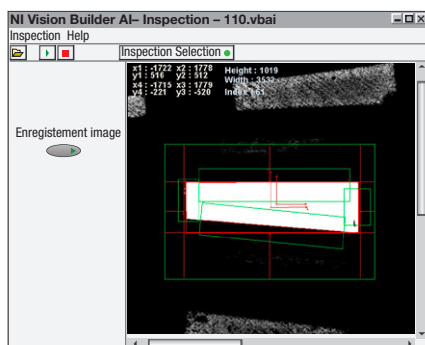 NI Vision Builder AI– Inspection – 110.vbai
Inspection Help
Inspection Selection
x1 : -1722 x2 : 1778
y1 : 516 y2 : 512
x4 : -1715 x3 : 1779
y4 : -221 y3 : -520
Height : 1019
Width : 3532
Index : 61
Enregistement image